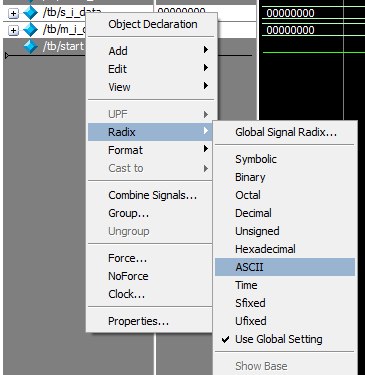 /tb/s_i_data 00000000 00000000
/tb/m_i_ 00000000
/tb/start
Object Declaration
Add
Edit
View
UPF
Radix
Format
Cast to
Combine Signals...
Group...
Ungroup
Force...
NoForce
Clock...
Properties...
Global Signal Radix...
Symbolic
Binary
Octal
Decimal
Unsigned
Hexadecimal
ASCII
Time
Sfixed
Ufixed
Use Global Setting
Show Base